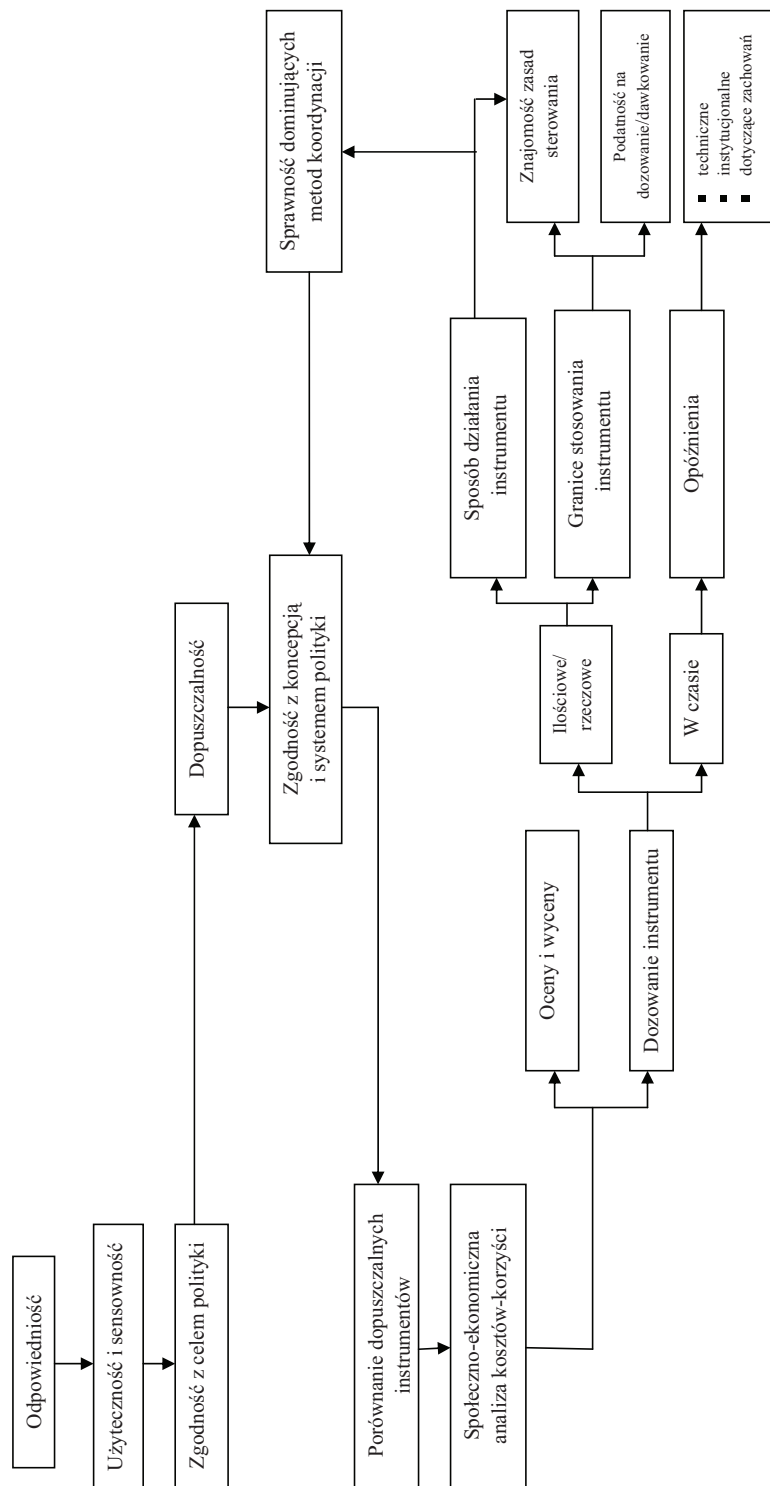 Odpowiedniość
Użyteczność i sensowność
Zgodność z celem polityki
Dopuszczalność
Zgodność z koncepcją
i systemem polityki
Sprawność dominujących
metod koordynacji
Porównanie dopuszczalnych
instrumentów
Społeczno-ekonomiczna
analiza kosztów-korzyści
Oceny i wyceny
Dozowanie instrumentu
Ilościowe/
rzeczowe
W czasie
Sposób działania
instrumentu
Granice stosowania
instrumentu
Opóźnienia
Znajomość zasad
sterowania
Podatność na
dozowanie/dawkowanie
▪ techniczne
▪ instytucjonalne
▪ dotyczące zachowań